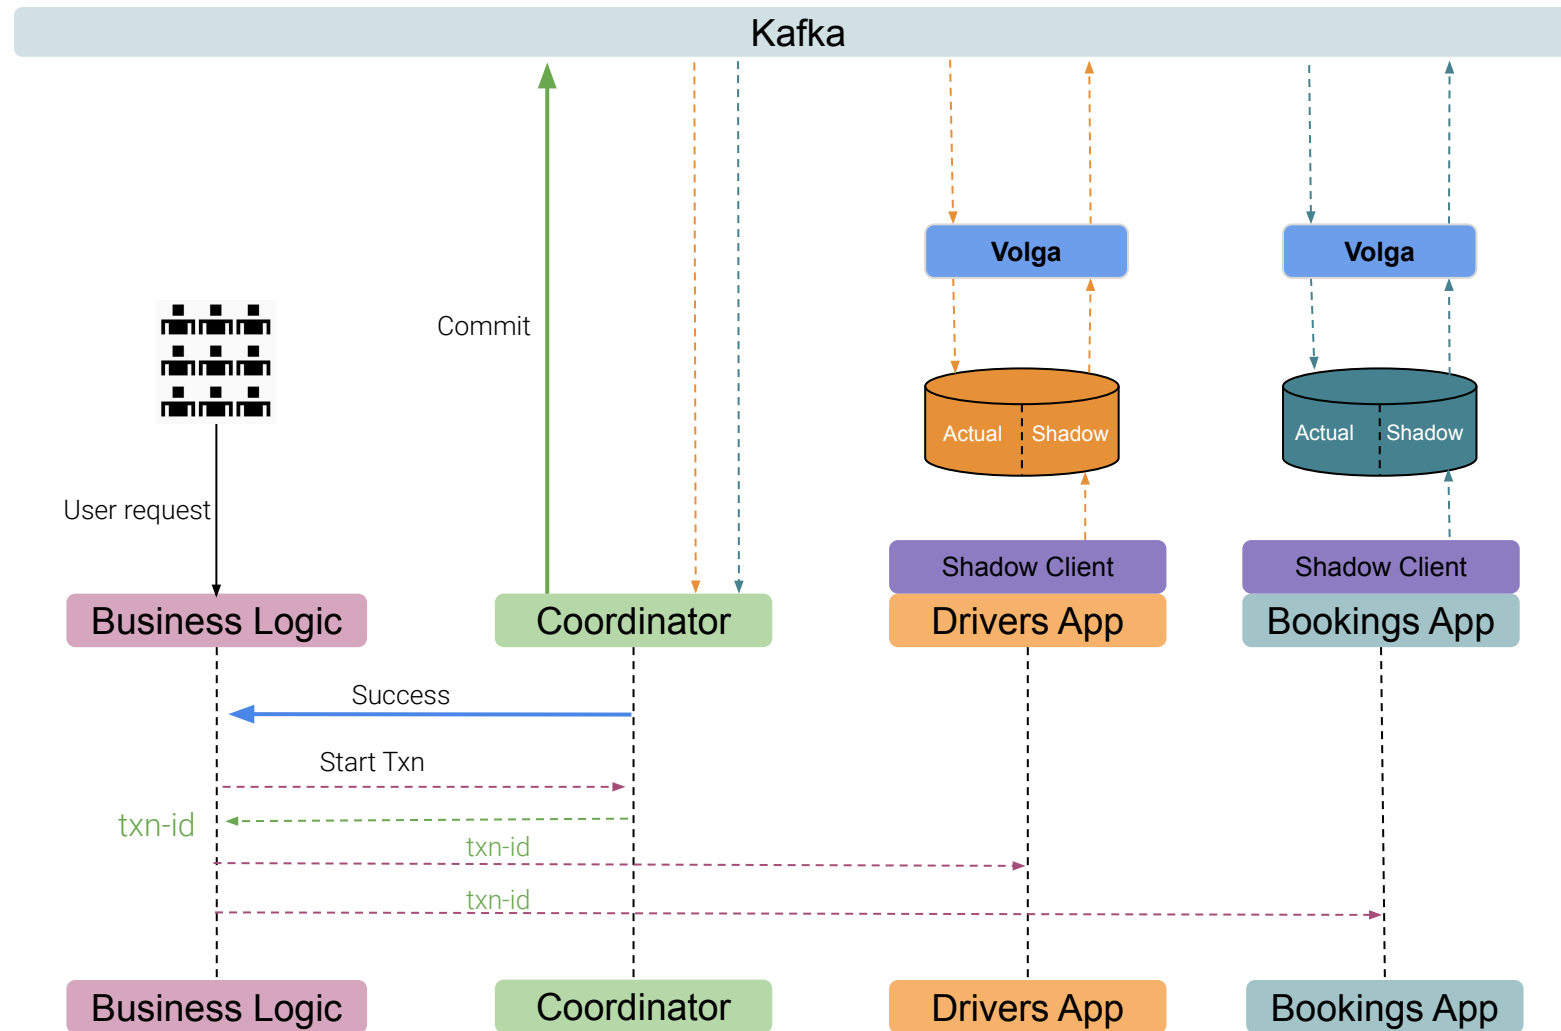 Kafka
Volga
Volga
Commit
Actual
Shadow
Actual
Shadow
User request
Shadow Client
Shadow Client
Business Logic
Coordinator
Drivers App
Bookings App
Success
Start Txn
txn-id
txn-id
txn-id
Business Logic
Coordinator
Drivers App
Bookings App